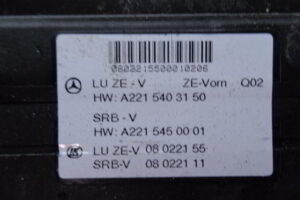 0803215500010206
LU ZE - V ZE-Vorn Q02
HW: A221 540 31 50
SRB - V
HW: A221 545 00 01
LU ZE-V 08 0221 55
SRB-V 08 0221 11